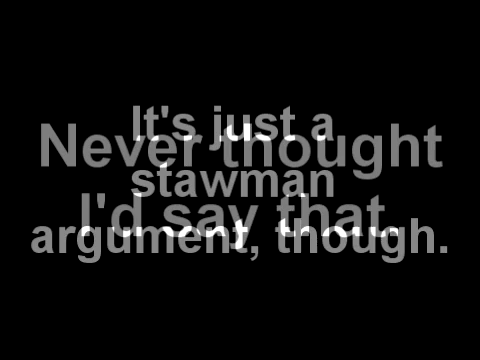 It's just a
stawman
argument, though.
Never thought
I'd say that.